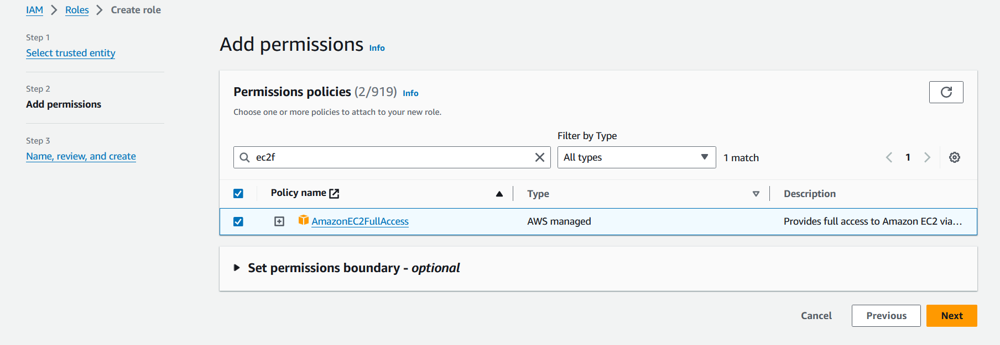 IAM > Roles > Create role
Step 1
Select trusted entity
Step 2
Add permissions
Step 3
Name, review, and create
Add permissions Info
Permissions policies (2/919) Info
Choose one or more policies to attach to your new role.
Filter by Type
ec2f
All types
1 match
1
Policy name
Type
Description
AmazonEC2FullAccess
AWS managed
Provides full access to Amazon EC2 via...
Set permissions boundary - optional
Cancel
Previous
Next